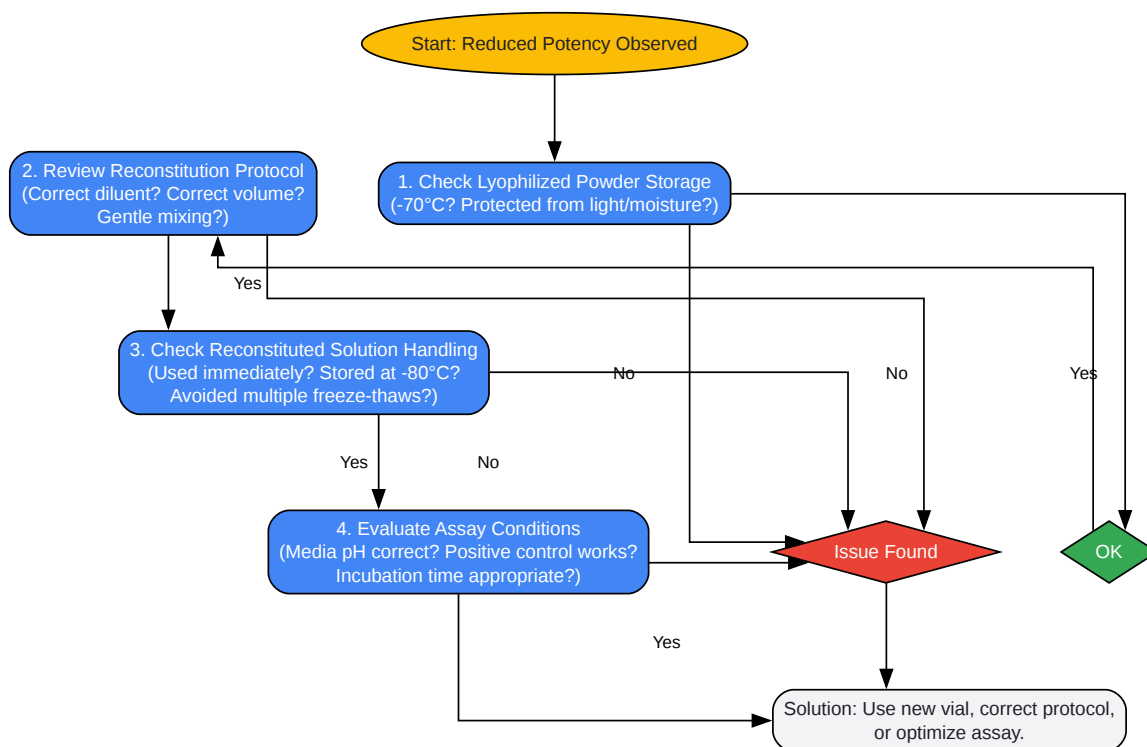 Start: Reduced Potency Observed
2. Review Reconstitution Protocol
(Correct diluent? Correct volume?
Gentle mixing?)
1. Check Lyophilized Powder Storage
(-70°C? Protected from light/moisture?)
Yes
3. Check Reconstituted Solution Handling
(Used immediately? Stored at -80°C?
Avoided multiple freeze-thaws?)
No
No
Yes
Yes
No
4. Evaluate Assay Conditions
(Media pH correct? Positive control works?
Incubation time appropriate?)
Issue Found
OK
Yes
Solution: Use new vial, correct protocol,
or optimize assay.